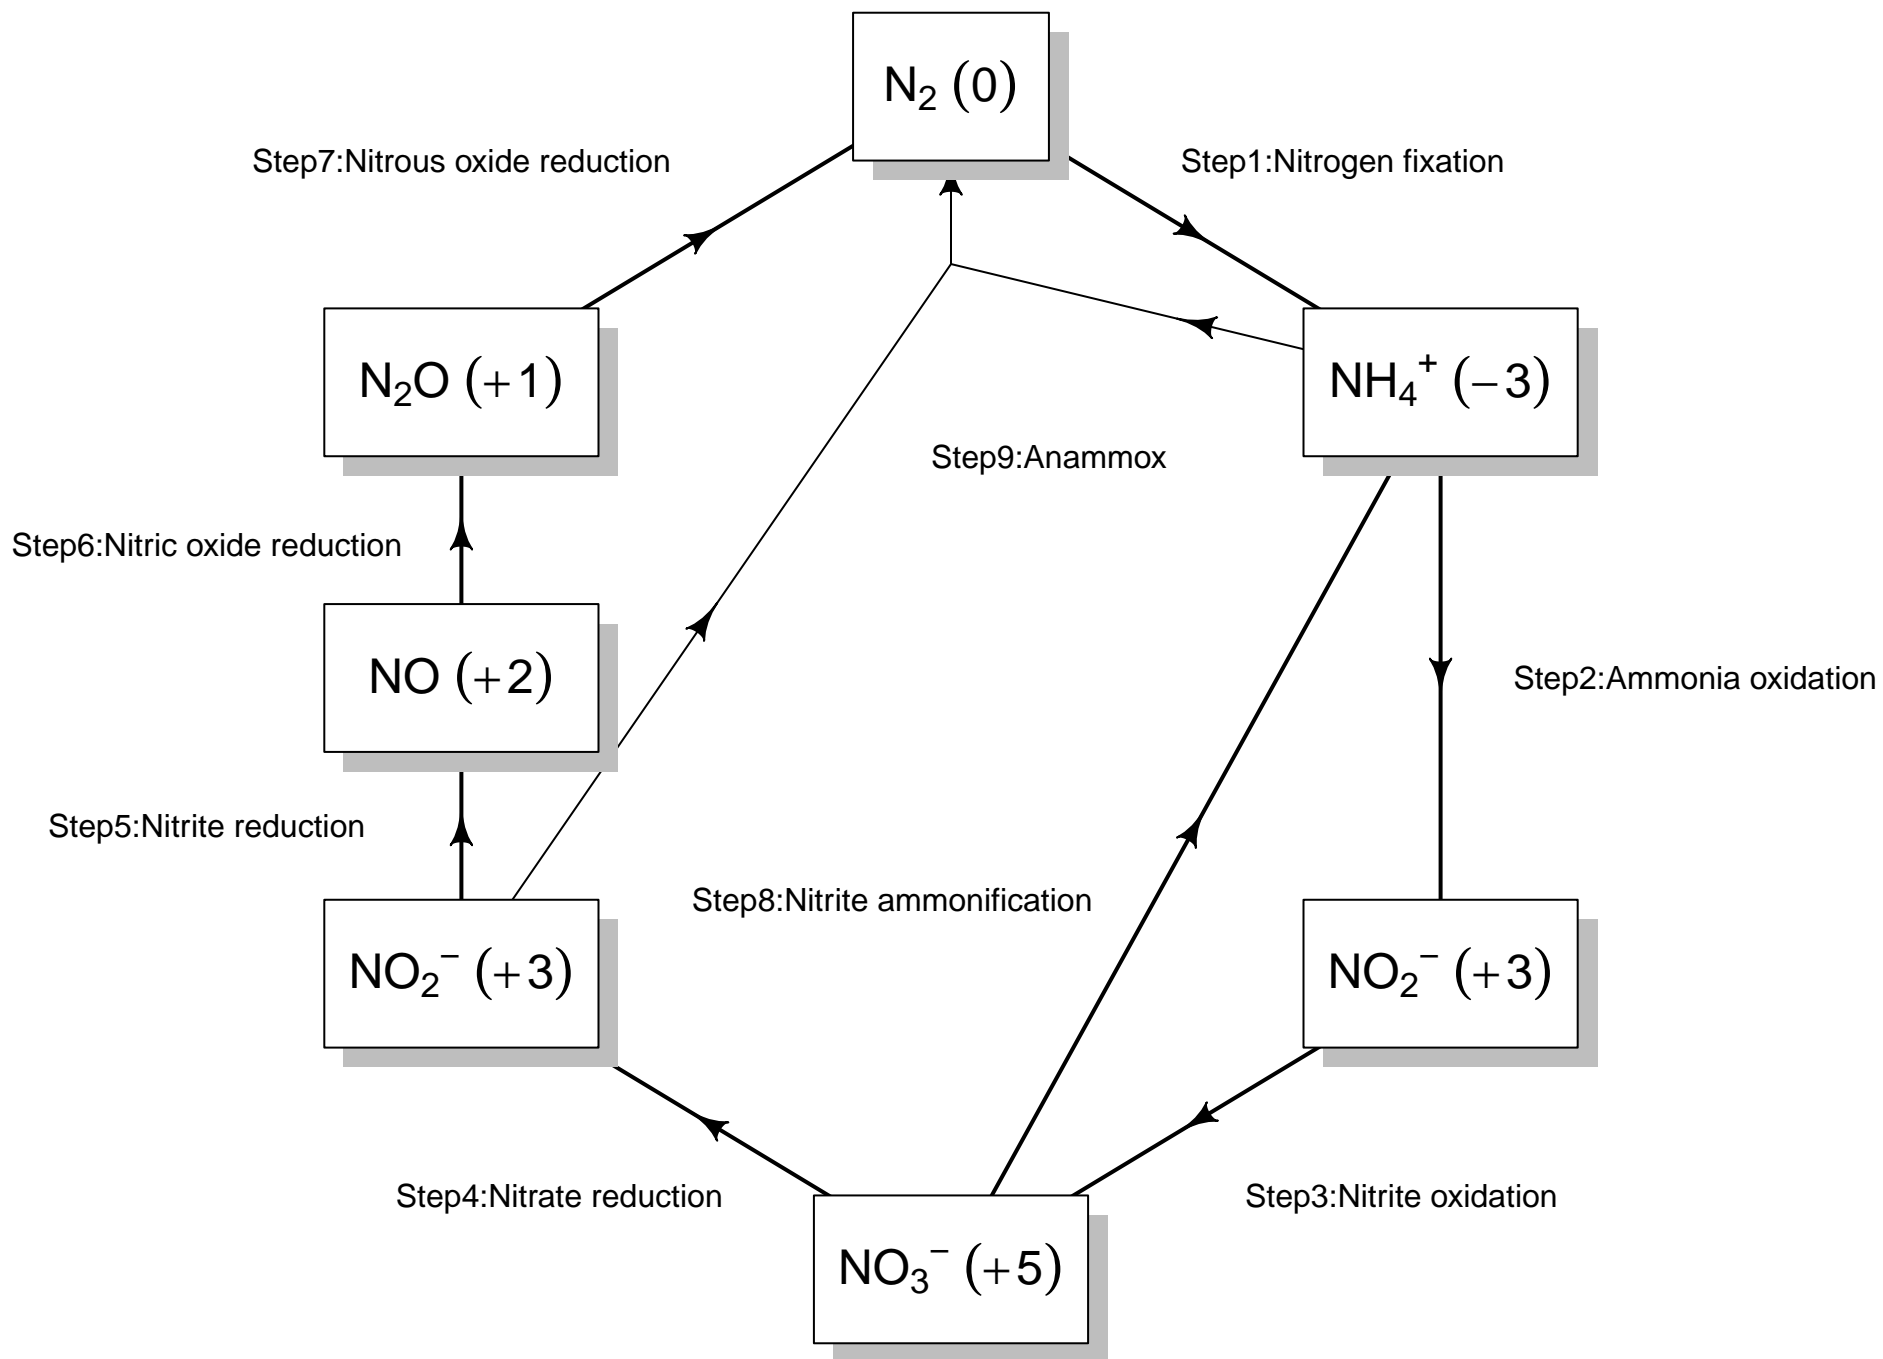 N₂ (0)
Step7:Nitrous oxide reduction
Step1:Nitrogen fixation
N₂O (+1)
NH₄⁺ (−3)
Step9:Anammox
Step6:Nitric oxide reduction
NO (+2)
Step2:Ammonia oxidation
Step5:Nitrite reduction
Step8:Nitrite ammonification
NO₂⁻ (+3)
NO₂⁻ (+3)
Step4:Nitrate reduction
Step3:Nitrite oxidation
NO₃⁻ (+5)